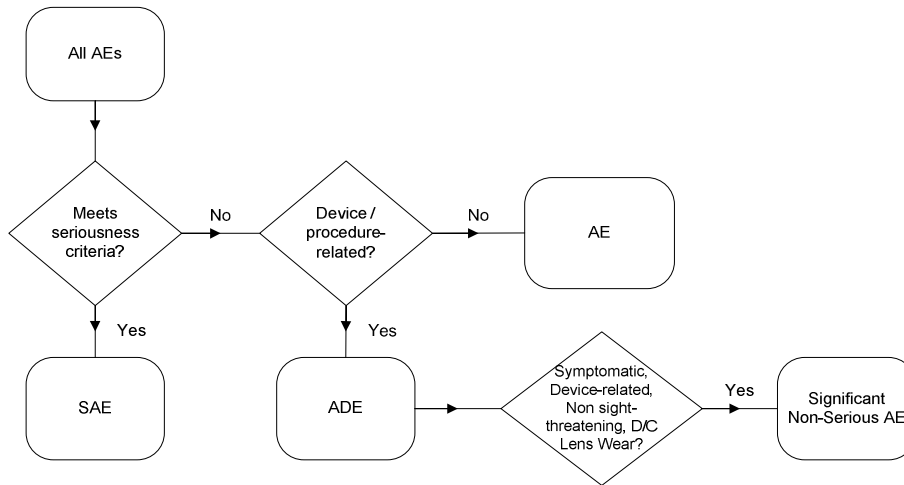 All AEs
Meets
seriousness
criteria?
No
Device /
procedure-
related?
No
AE
Yes
Yes
SAE
ADE
Symptomatic,
Device-related,
Non sight-
threatening, D/C
Lens Wear?
Yes
Significant
Non-Serious AE